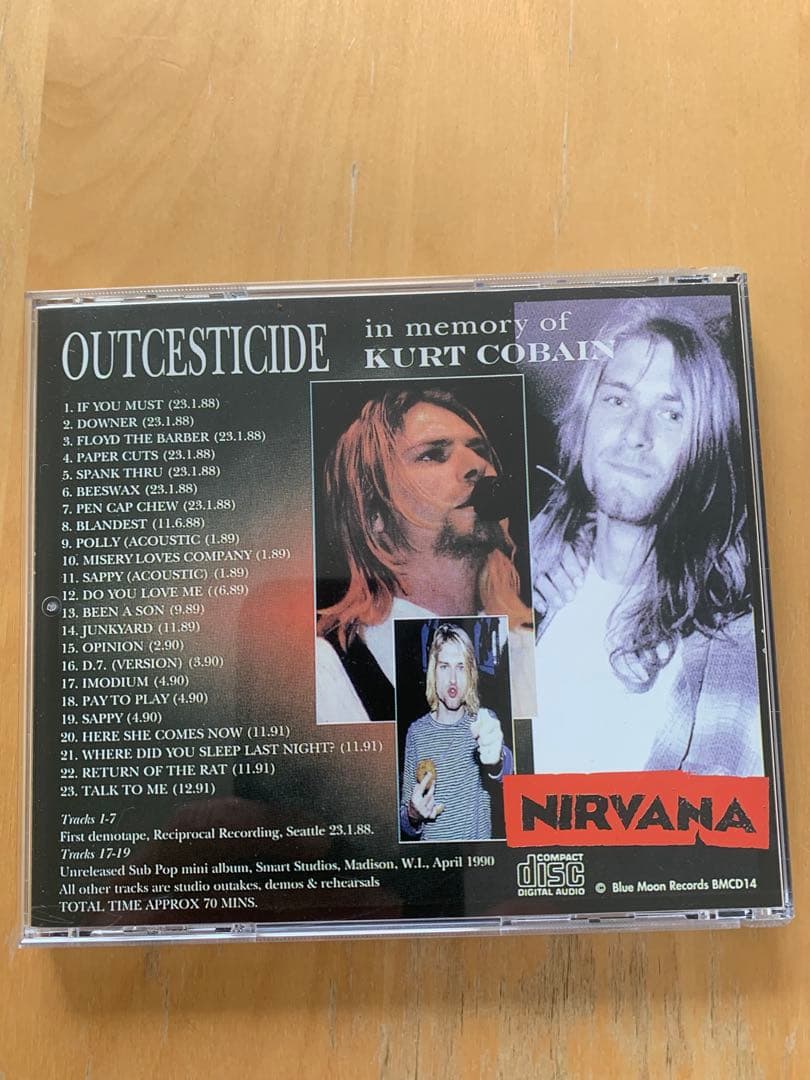 OUTCESTICIDE
in memory of
KURT COBAIN
1. IF YOU MUST (23.1.88)
2. DOWNER (23.1.88)
3. FLOYD THE BARBER (23.1.88)
4. PAPER CUTS (23.1.88)
5. SPANK THRU (23.1.88)
6. BEESWAX (23.1.88)
7. PEN CAP CHEW (23.1.88)
8. BLANDEST (11.6.88)
9. POLLY (ACOUSTIC (1.89)
10. MISERY LOVES COMPANY (1.89)
11. SAPPY (ACOUSTIC) (1.89)
12. DO YOU LOVE ME ((6.89)
13. BEEN A SON (9.89)
14. JUNKYARD (11.89)
15. OPINION (2.90)
16. D.7. (VERSION) (3.90)
17. IMODIUM (4.90)
18. PAY TO PLAY (4.90)
19. SAPPY (4.90)
20. HERE SHE COMES NOW (11.91)
21. WHERE DID YOU SLEEP LAST NIGHT? (11.91)
22. RETURN OF THE RAT (11.91)
23. TALK TO ME (12.91)
Tracks 1-7
First demotape, Reciprocal Recording, Seattle 23.1.88.
Tracks 17-19
Unreleased Sub Pop mini album, Smart Studios, Madison, W.I., April 1990
All other tracks are studio outakes, demos & rehersals
TOTAL TIME APPROX 70 MINS.
NIRVANA
COMPACT
disc
DIGITAL AUDIO
© Blue Moon Records BMCD14